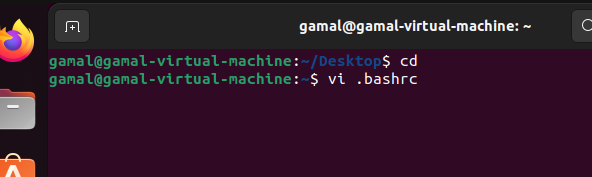 gamal@gamal-virtual-machine: ~
gamal@gamal-virtual-machine:~/Desktop$ cd
gamal@gamal-virtual-machine:~$ vi .bashrc